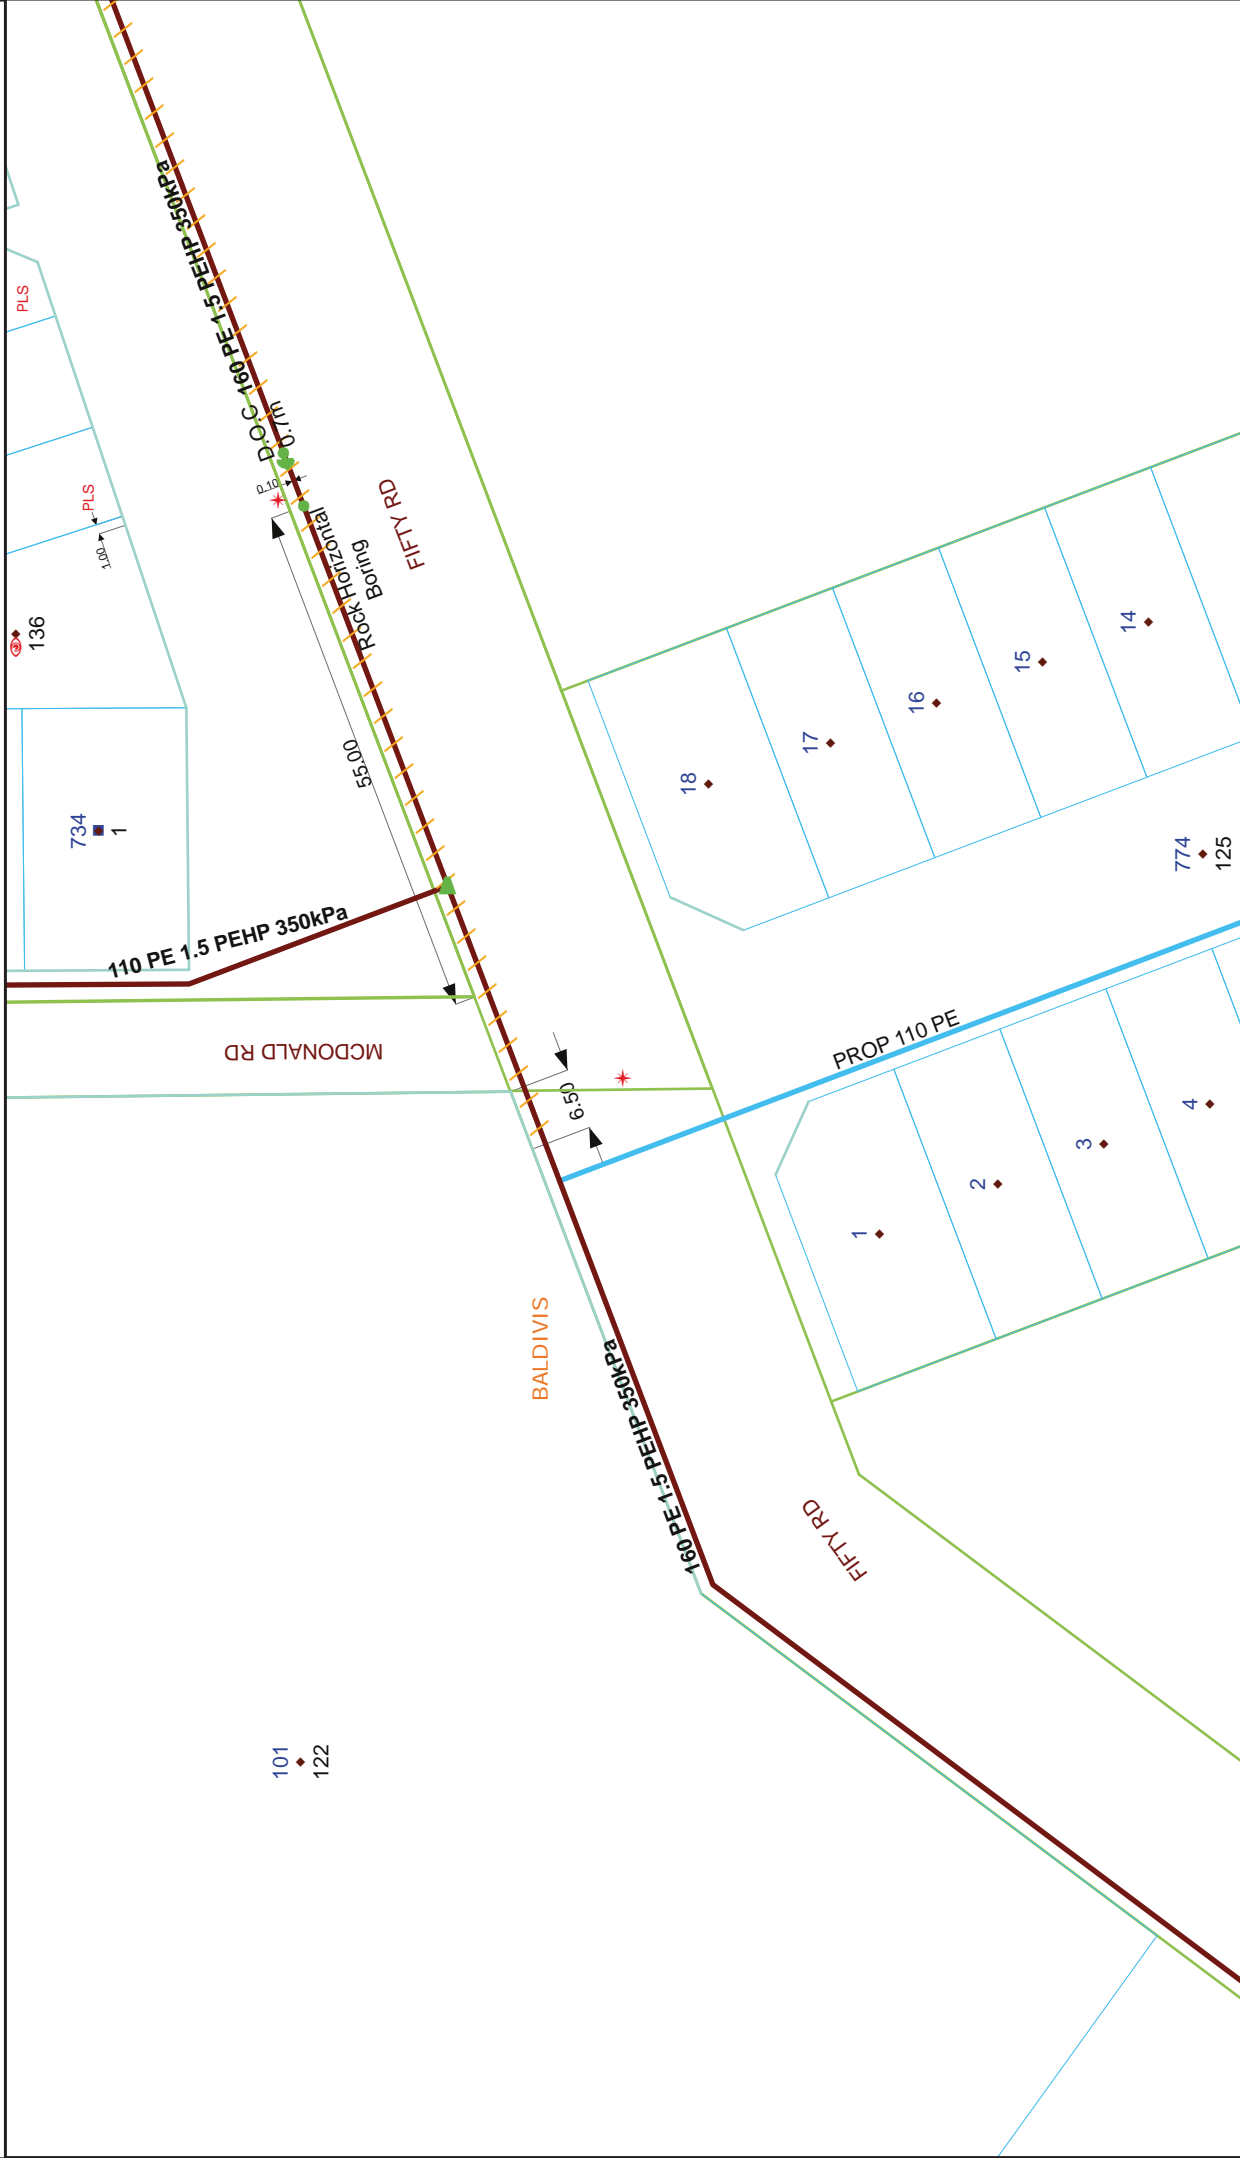 160 PE 1.5 PEHP 350kPa
PLS
D.O.C
0.7m
0.10
PLS
1.00
FIFTY RD
Rock Horizontal
Boring
136
55.00
734
1
110 PE 1.5 PEHP 350kPa
MCDONALD RD
6.50
18
17
16
15
14
774
125
PROP 110 PE
1
2
3
4
BALDIVIS
160 PE 1.5 PEHP 350kPa
FIFTY RD
101
122